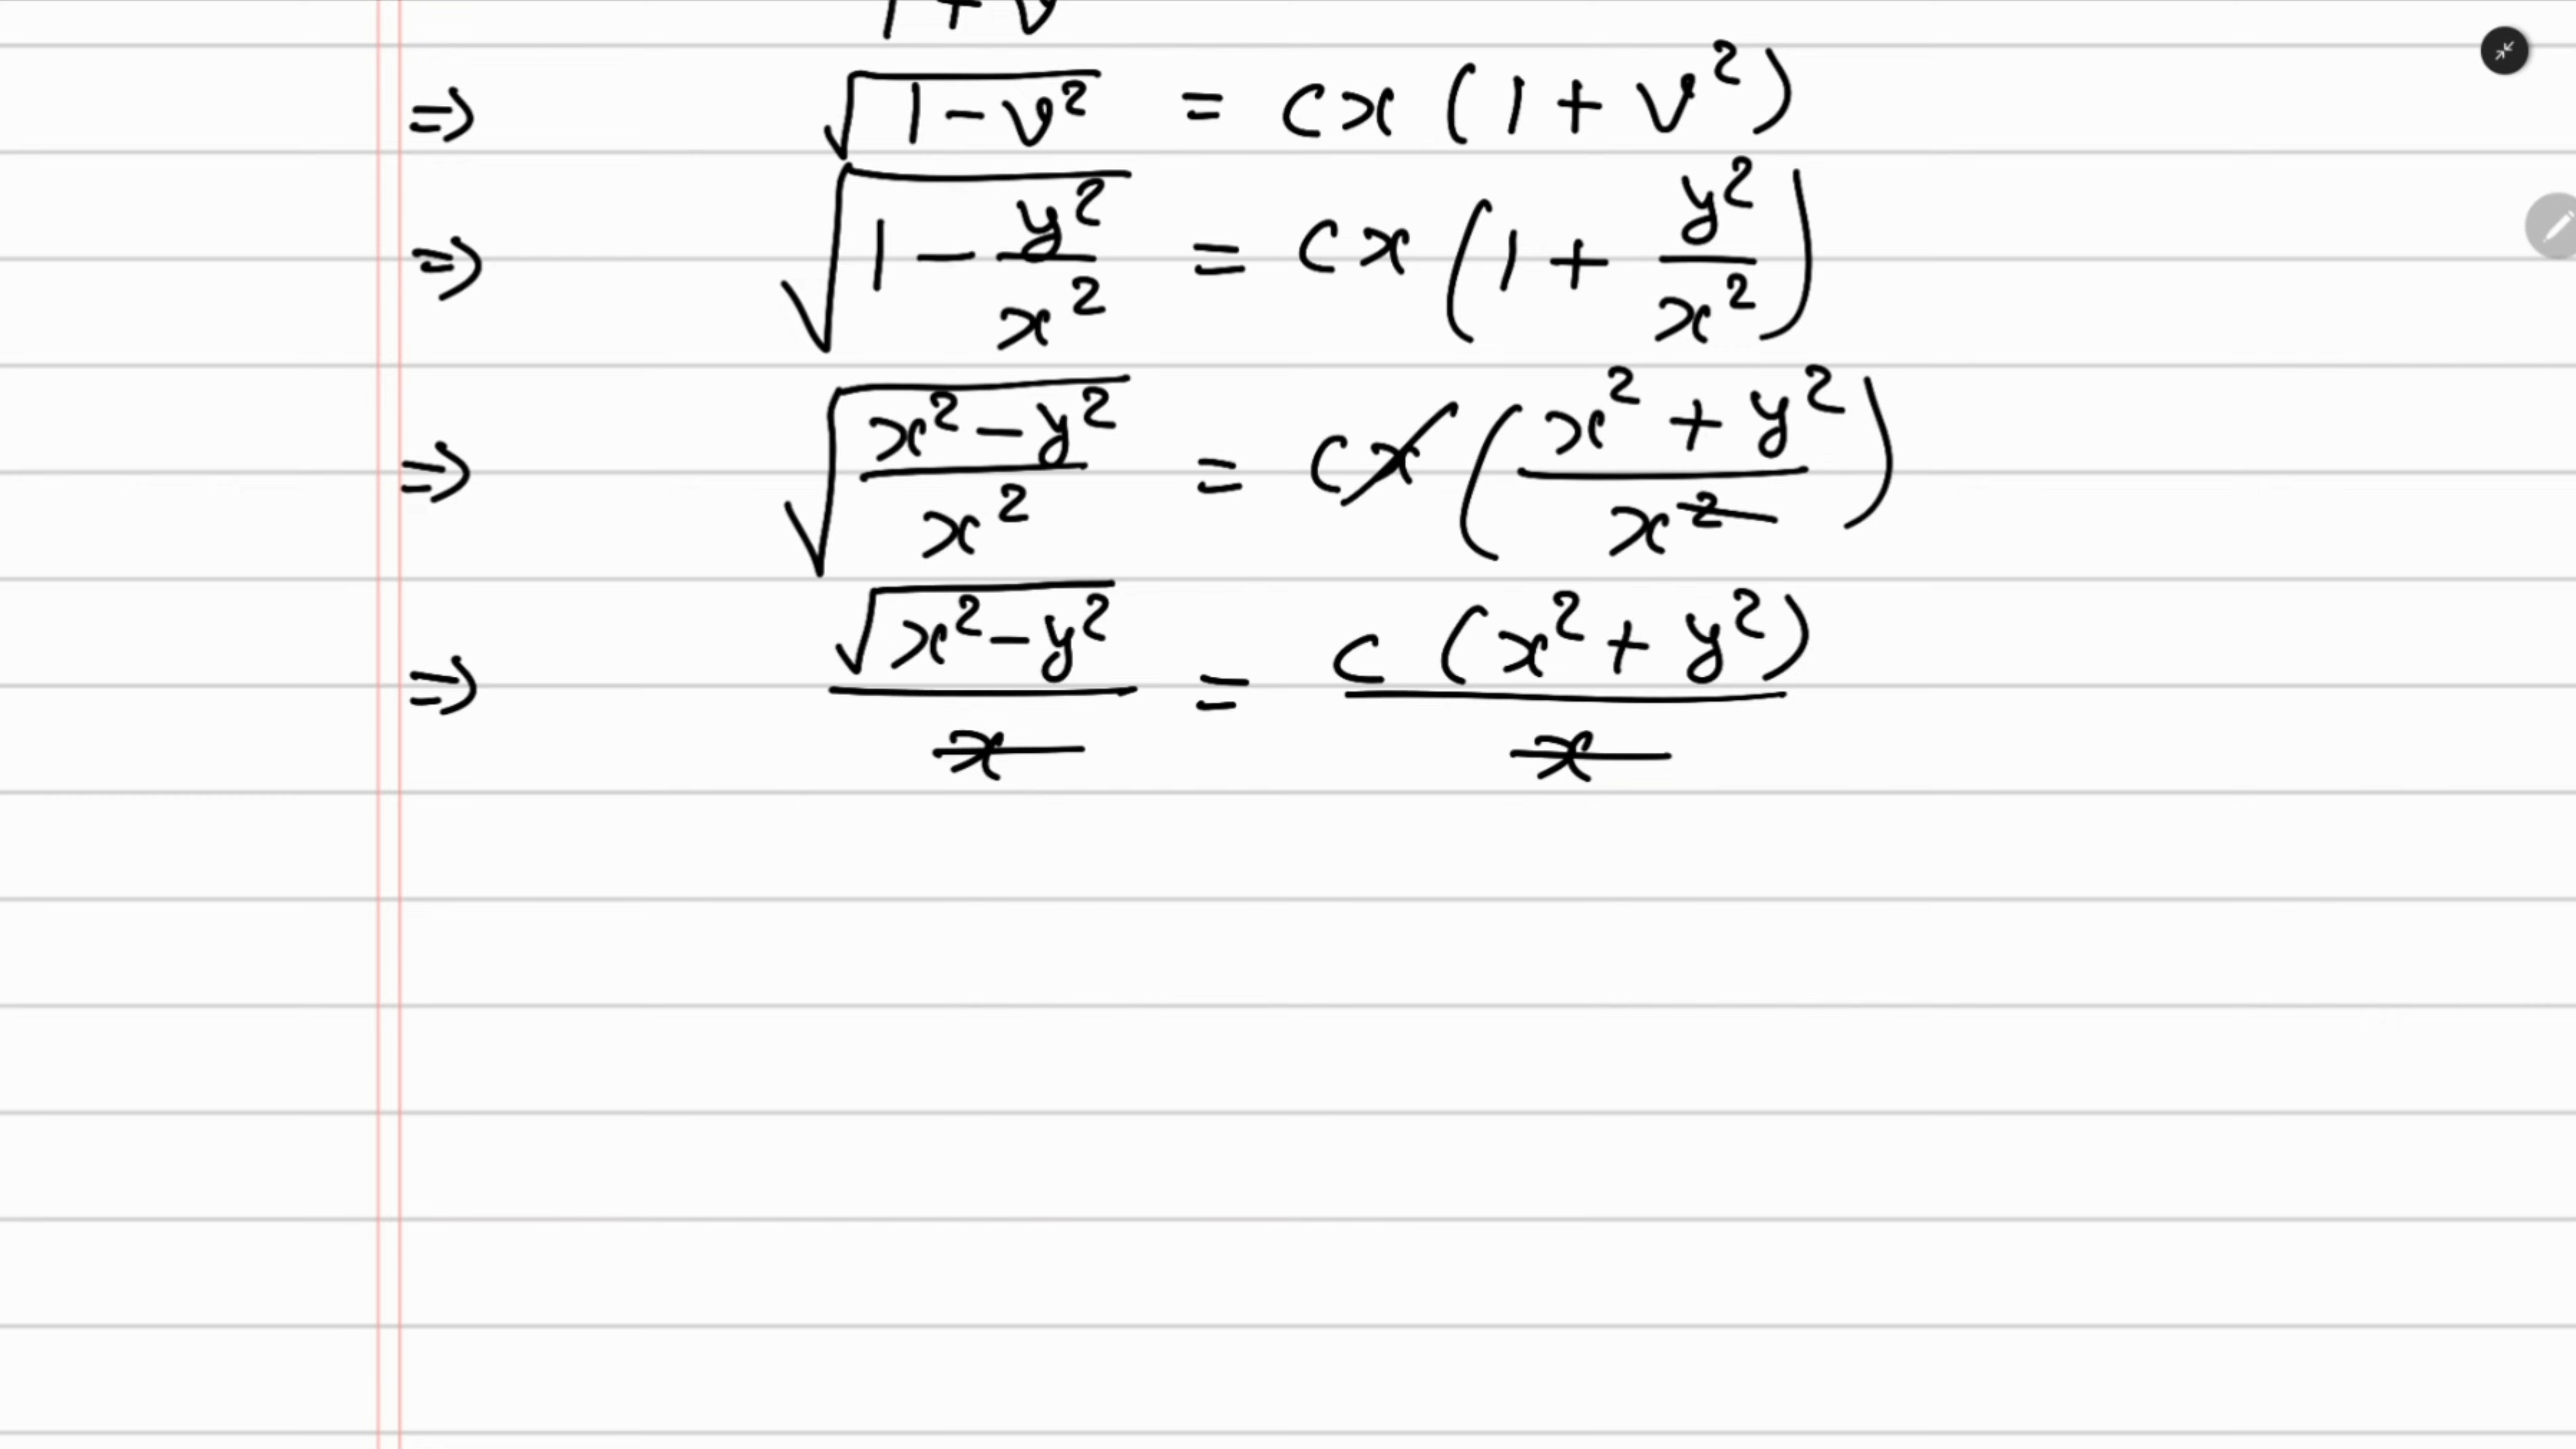 1 + v
⇒ √(1 - v²) = cx (1 + v²)
⇒ √(1 - y²/x²) = cx (1 + y²/x²)
⇒ √((x² - y²)/x²) = cx ((x² + y²)/x²)
⇒ √(x² - y²)/x = c (x² + y²)/x